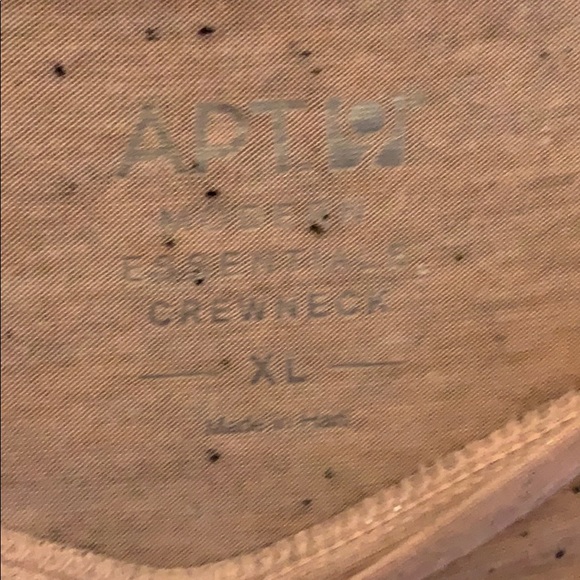 APT. 9
MODERN
ESSENTIALS
CREWNECK
XL
Made in Haiti